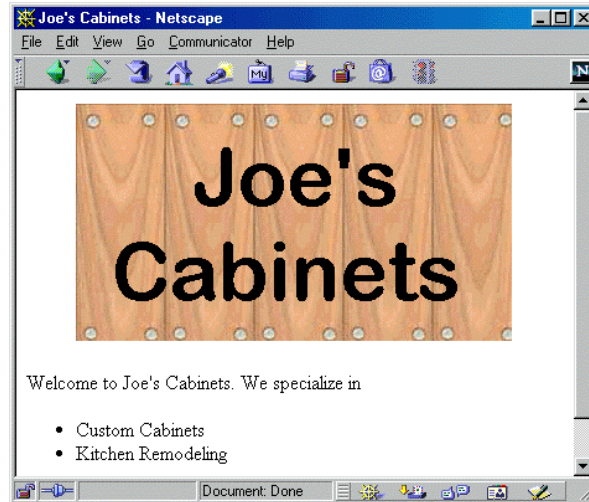 Joe's Cabinets - Netscape
File Edit View Go Communicator Help
My
N
Joe's
Cabinets
Welcome to Joe's Cabinets. We specialize in
• Custom Cabinets
• Kitchen Remodeling
Document: Done